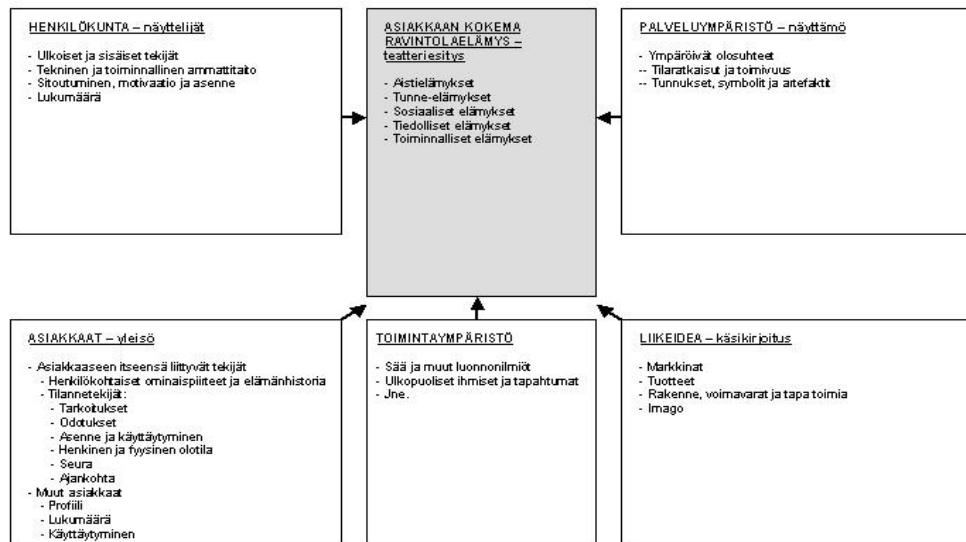 HENKILÖKUNTA – näyttelijät
- Ulkoiset ja sisäiset tekijät
- Tekninen ja toiminnallinen ammattitaito
- Sitoutuminen, motivaatio ja asenne
- Lukumäärä
ASIAKKAAN KOKEMA
RAVINTOLAELÄMYS –
teatteriesitys
- Aistielämykset
- Tunne-elämykset
- Sosiaaliset elämykset
- Tiedolliset elämykset
- Toiminnalliset elämykset
PALVELUYMPÄRISTÖ – näyttämö
- Ympäröivät olosuhteet
-- Tilaratkaisut ja toimivuus
-- Tunnukset, symbolit ja artefaktit
ASIAKKAAT – yleisö
- Asiakkaaseen itseensä liittyvät tekijät
- Henkilökohtaiset ominaispiirteet ja elämänhistoria
- Tilannetekijät:
- Tarkoitukset
- Odotukset
- Asenne ja käyttäytyminen
- Henkinen ja fyysinen olotila
- Seura
- Ajankohta
- Muut asiakkaat
- Profiili
- Lukumäärä
- Käyttäytyminen
TOIMINTAYMPÄRISTÖ
- Sää ja muut luonnonilmiöt
- Ulkopuoliset ihmiset ja tapahtumat
- Jne.
LIIKEIDEA – käsikirjoitus
- Markkinat
- Tuotteet
- Rakenne, voimavarat ja tapa toimia
- Imago